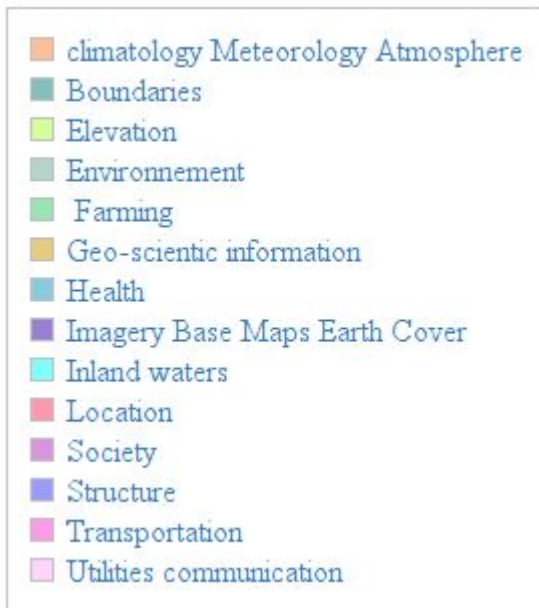 climatology Meteorology Atmosphere
Boundaries
Elevation
Environnement
Farming
Geo-scientic information
Health
Imagery Base Maps Earth Cover
Inland waters
Location
Society
Structure
Transportation
Utilities communication